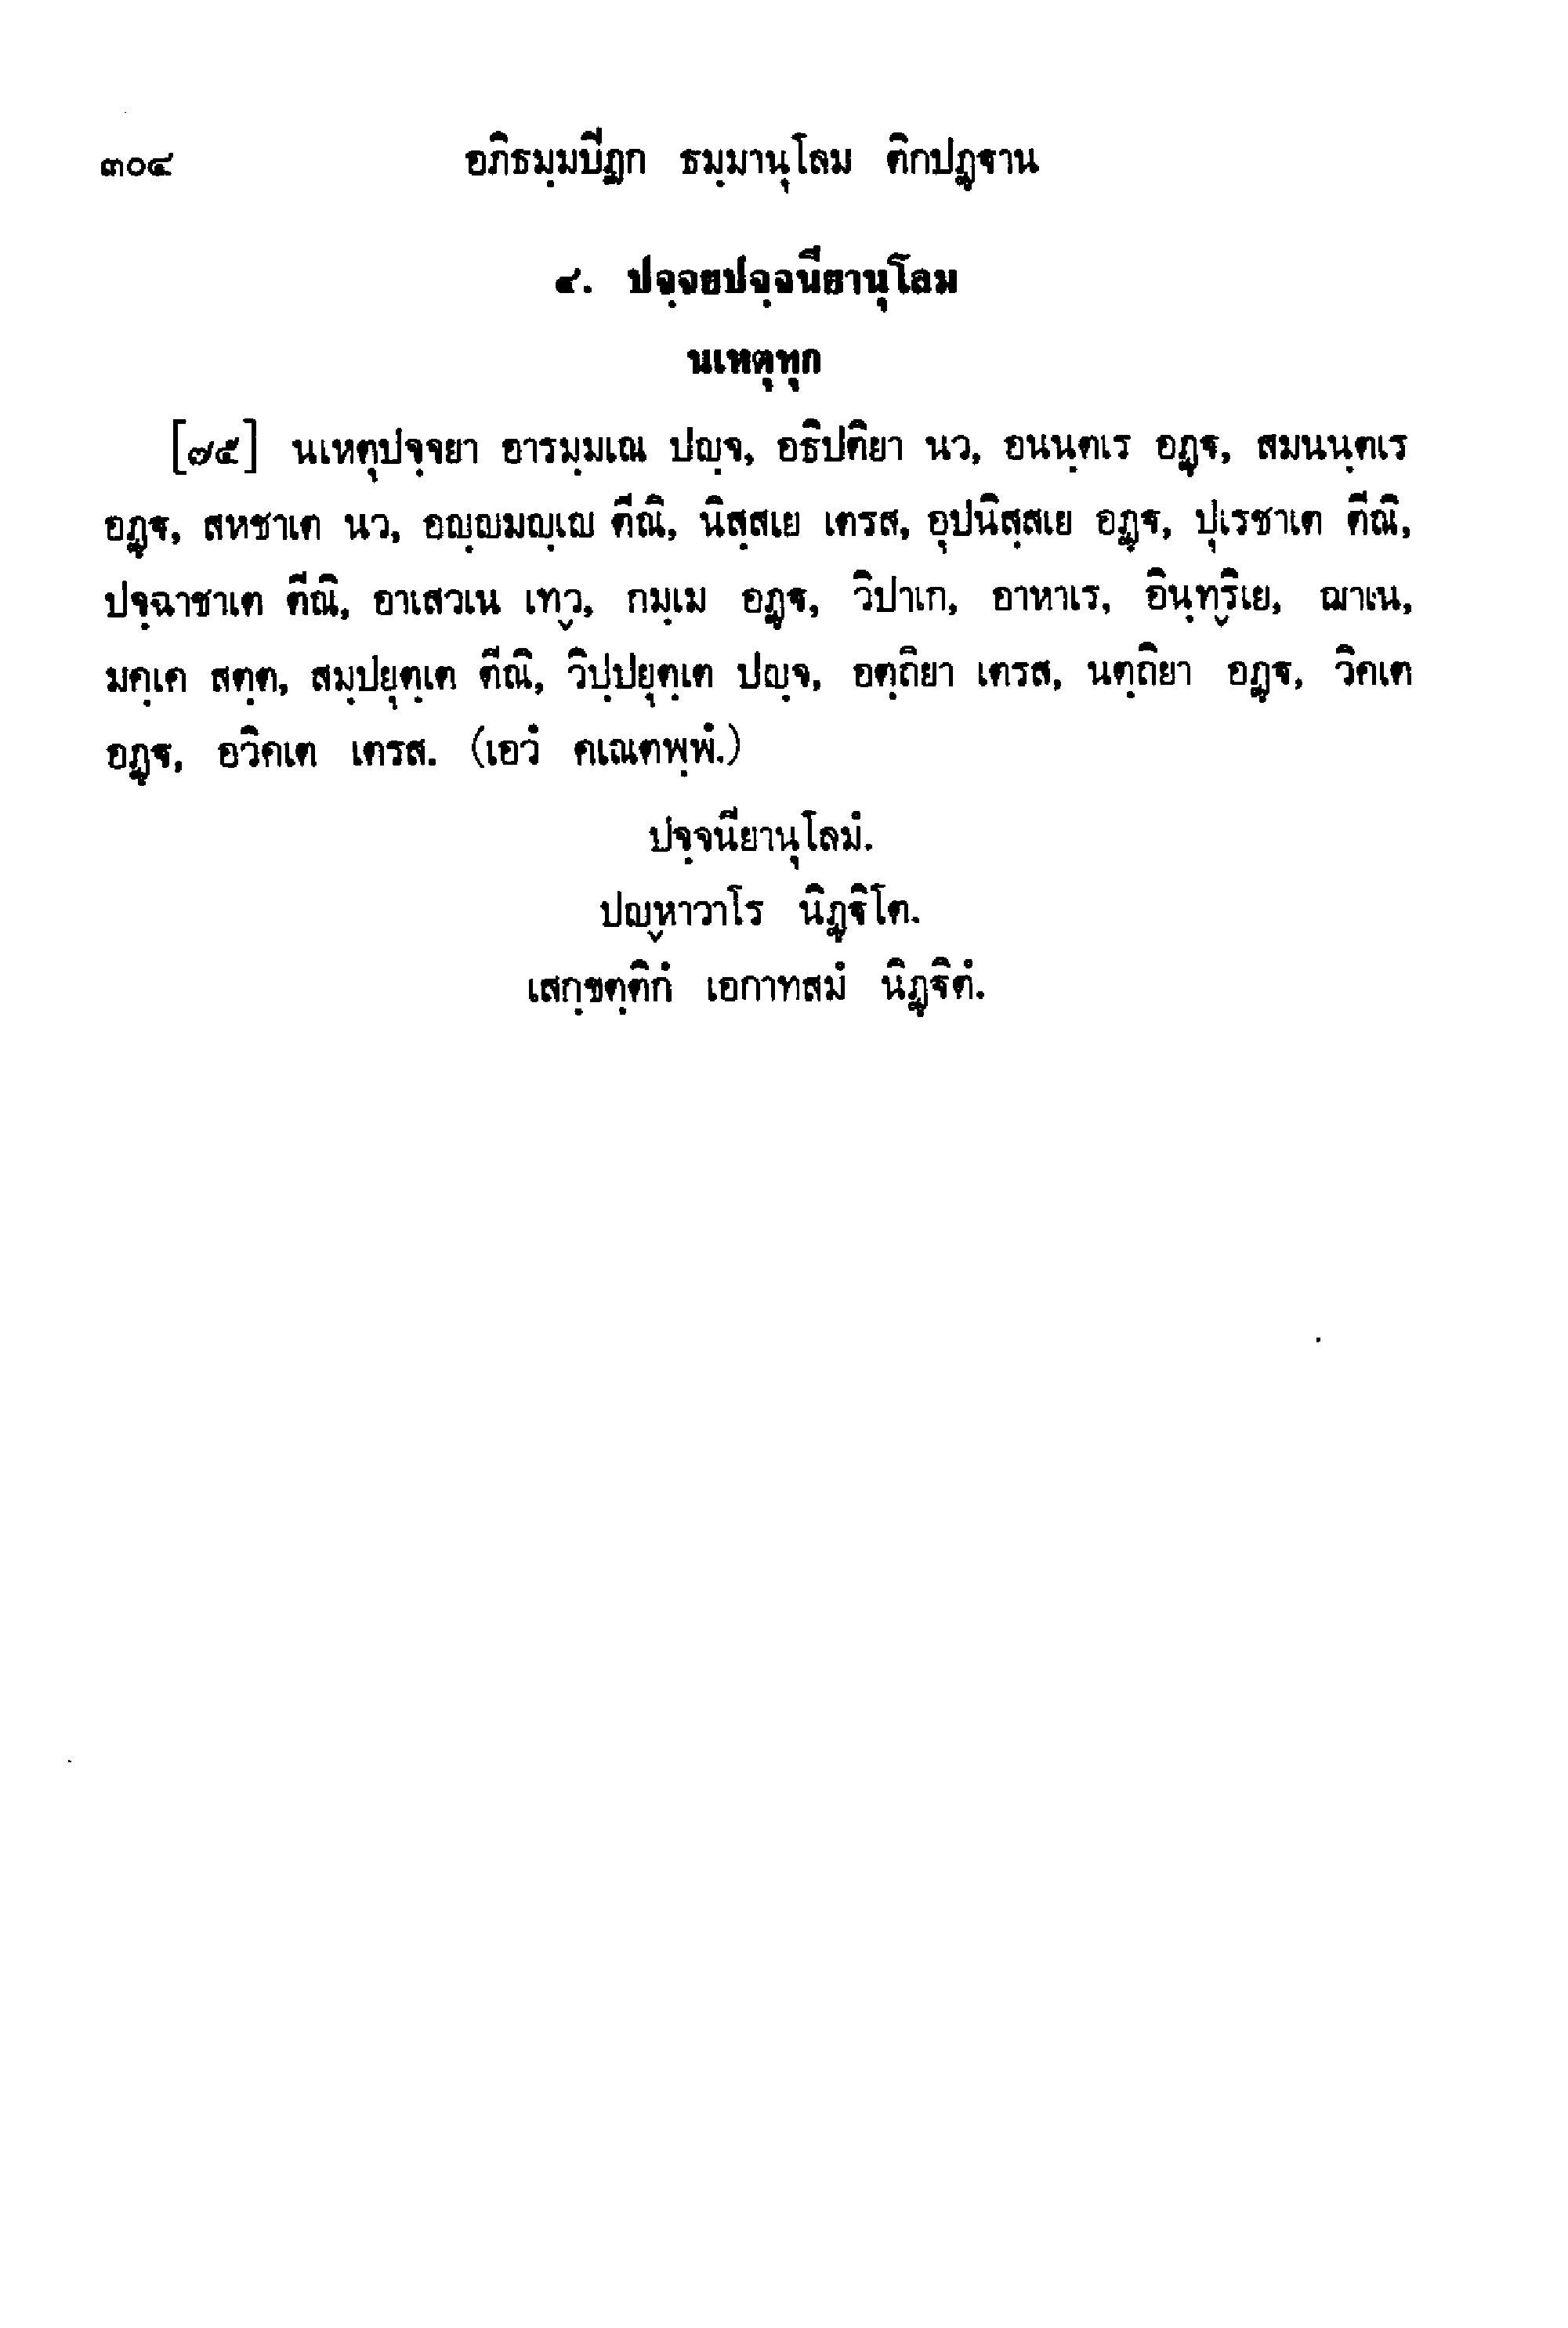 ๓๐๔ อภิธมฺมปิฏก ธมฺมานุโลม ติกปฏฺฐาน
๔. ปจฺจยปจฺจนียานุโลม
นเหตุทุก
[๗๕] นเหตุปจฺจยา อารมฺมเณ ปญฺจ, อธิปติยา นว, อนนฺตเร อฏฺฐ, สมนนฺตเร
อฏฺฐ, สหชาเต นว, อญฺญมญฺเญ ตีณิ, นิสฺสเย เตรส, อุปนิสฺสเย อฏฺฐ, ปุเรชาเต ตีณิ,
ปจฺฉาชาเต ตีณิ, อาเสวเน เทฺว, กมฺเม อฏฺฐ, วิปาเก, อาหาเร, อินฺทฺริเย, ฌาเน,
มคฺเค สตฺต, สมฺปยุตฺเต ตีณิ, วิปฺปยุตฺเต ปญฺจ, อตฺถิยา เตรส, นตฺถิยา อฏฺฐ, วิคเต
อฏฺฐ, อวิคเต เตรส. (เอวํ คเณตพฺพํ.)
ปจฺจนียานุโลมํ.
ปญฺหาวาโร นิฏฺฐิโต.
เสกฺขตฺติกํ เอกาทสมํ นิฏฺฐิตํ.